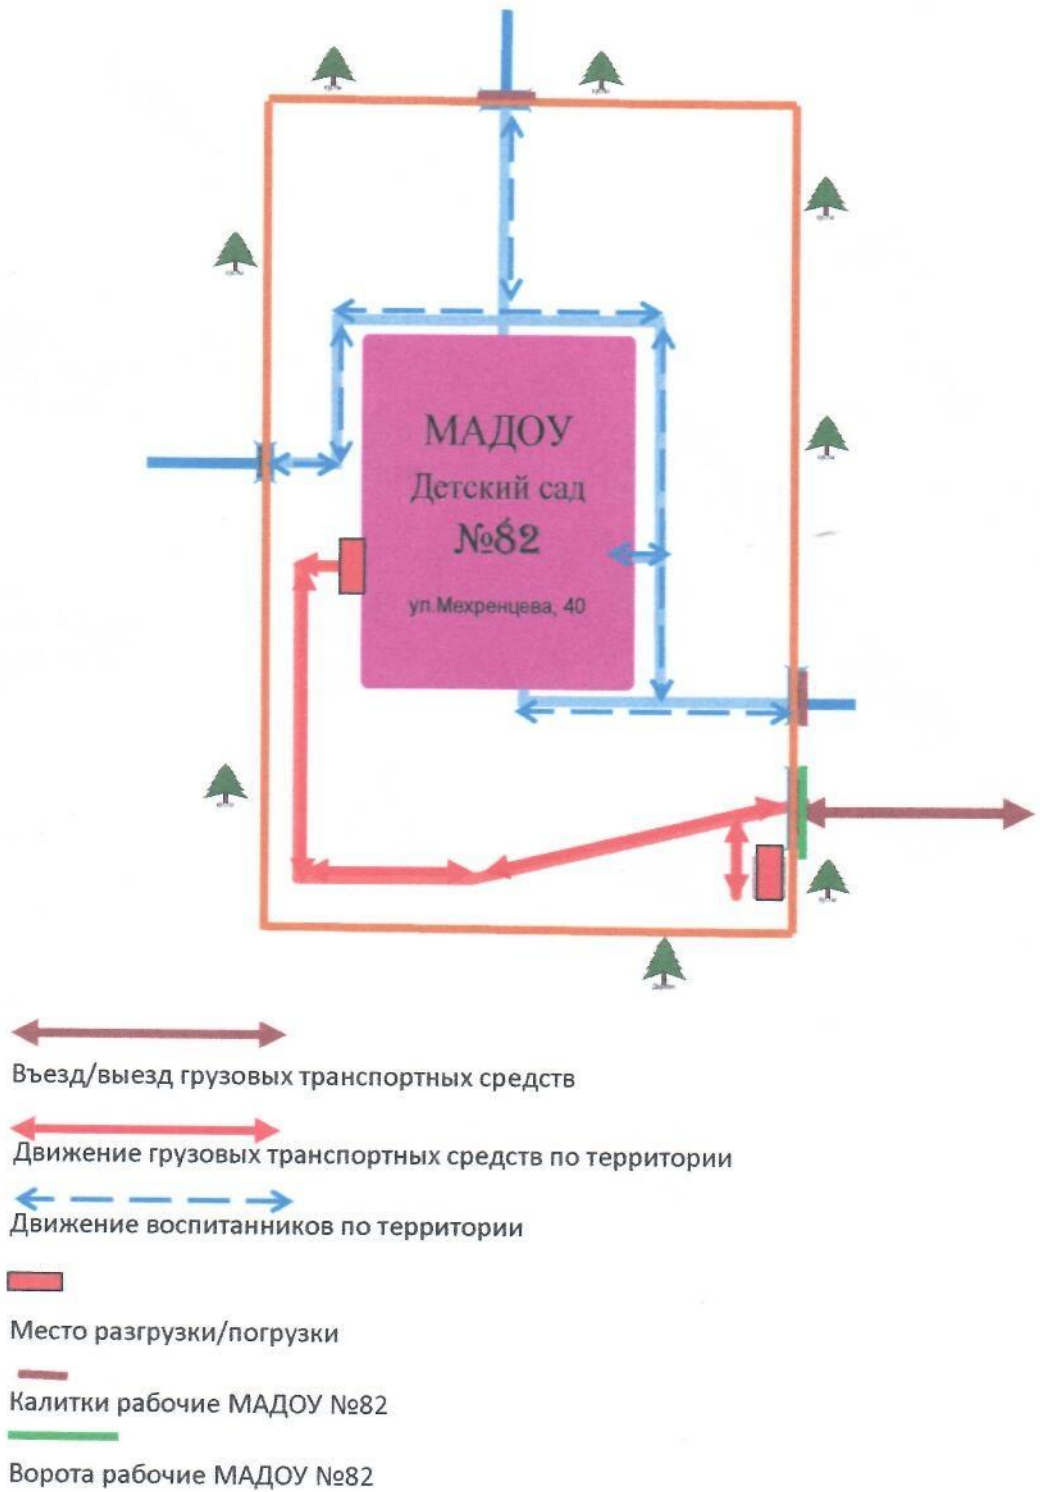 МАДОУ
Детский сад
№82
ул.Мехренцева, 40
Въезд/выезд грузовых транспортных средств
Движение грузовых транспортных средств по территории
Движение воспитанников по территории
Место разгрузки/погрузки
Калитки рабочие МАДОУ №82
Ворота рабочие МАДОУ №82